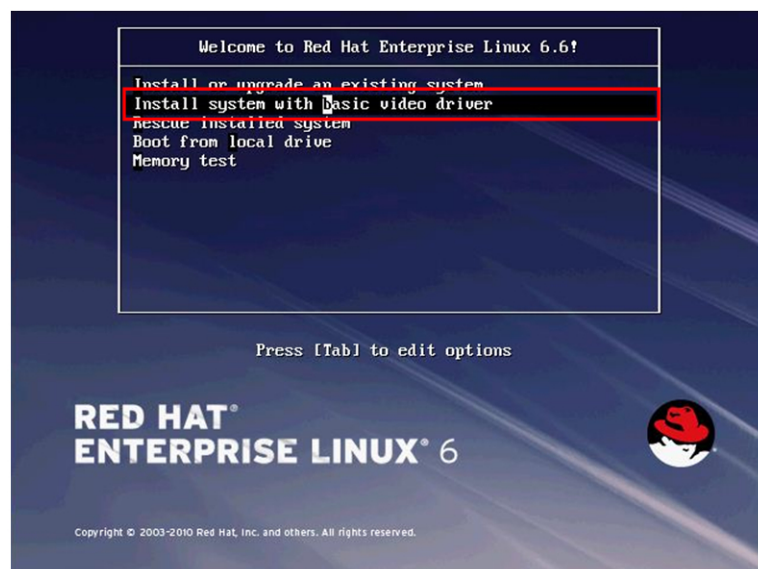 Welcome to Red Hat Enterprise Linux 6.6!
Install or upgrade an existing system
Install system with basic video driver
Rescue installed system
Boot from local drive
Memory test
Press [Tab] to edit options
RED HAT®
ENTERPRISE LINUX® 6
Copyright © 2003-2010 Red Hat, Inc. and others. All rights reserved.